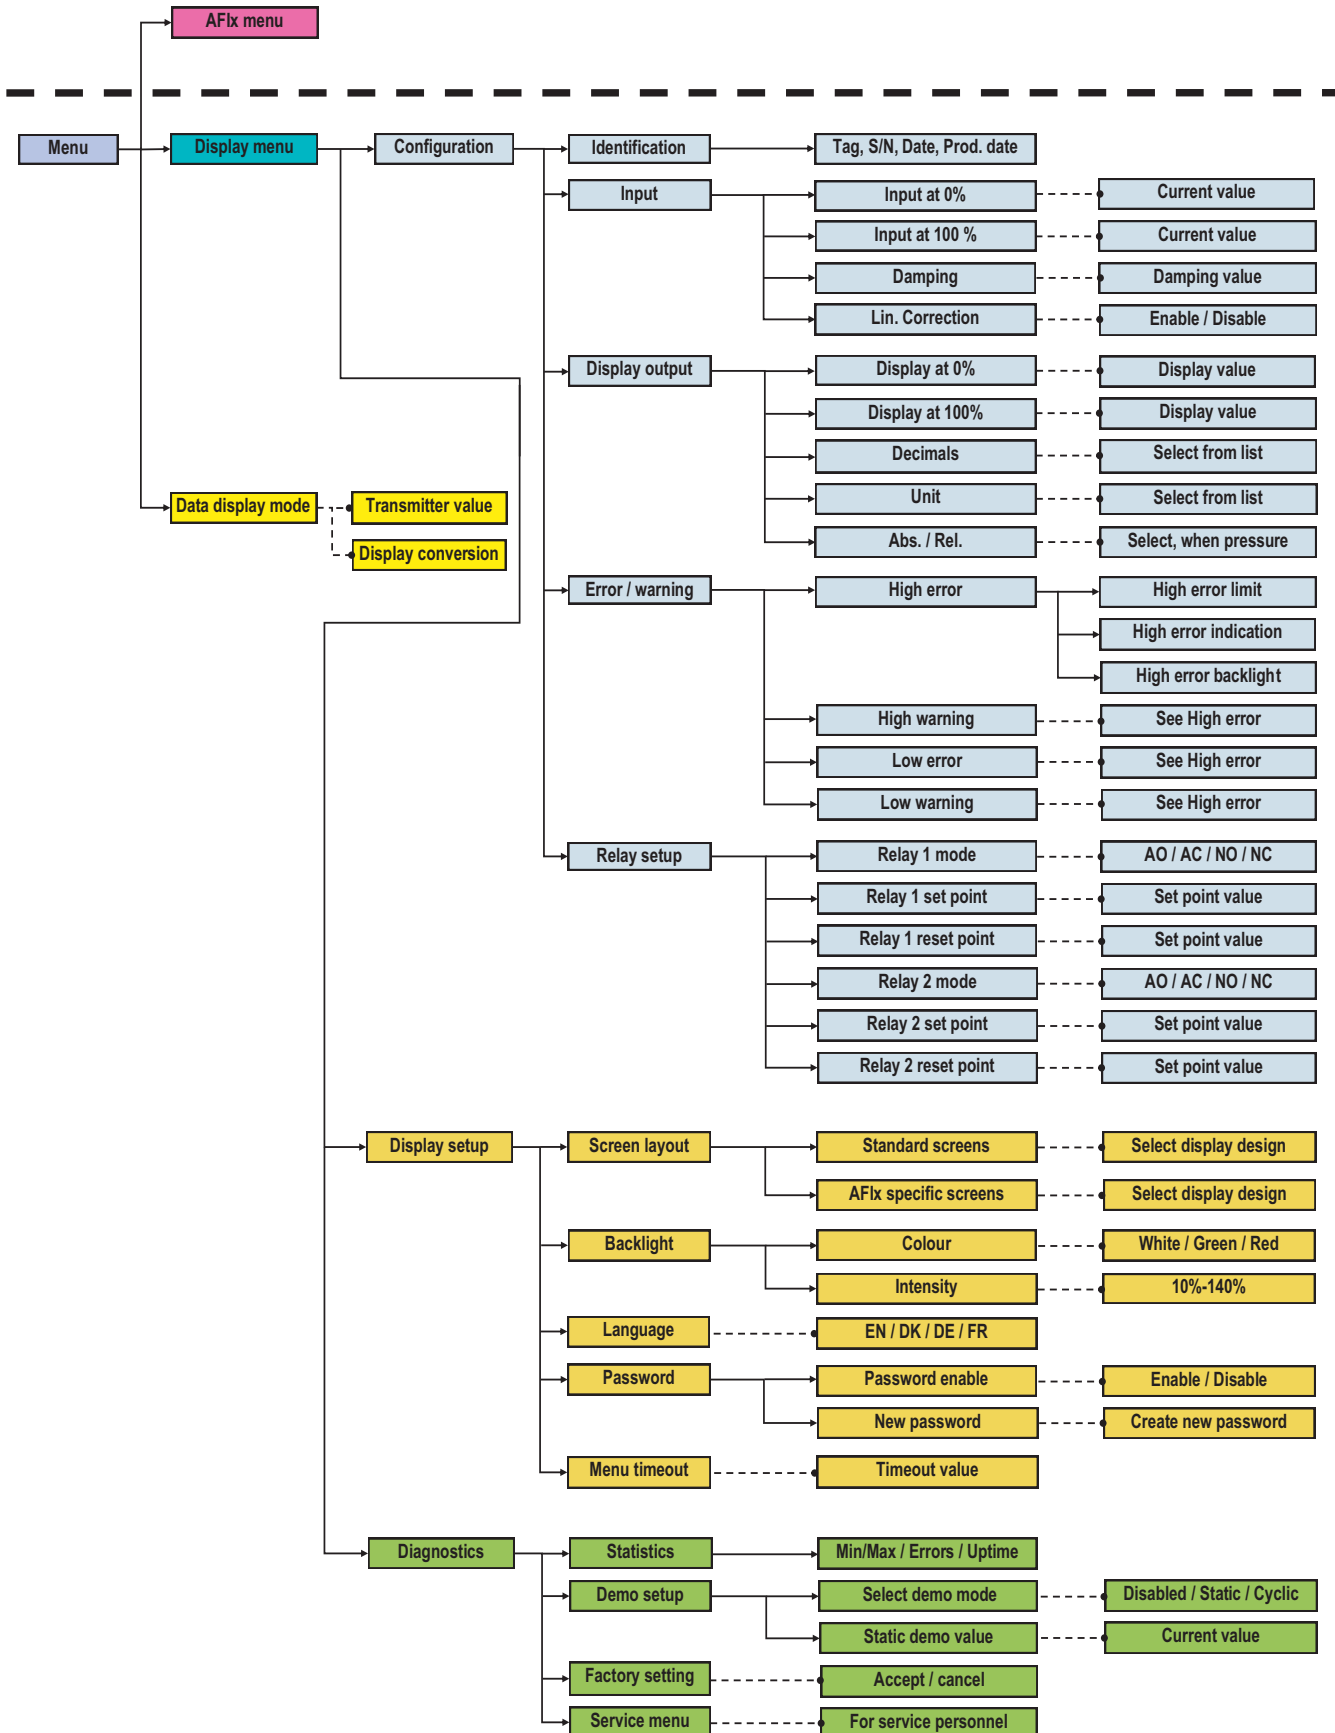 AFIx menu
Menu
Display menu
Configuration
Identification
Tag, S/N, Date, Prod. date
Input
Input at 0%
Current value
Input at 100 %
Current value
Damping
Damping value
Lin. Correction
Enable / Disable
Display output
Display at 0%
Display value
Display at 100%
Display value
Decimals
Select from list
Data display mode
Transmitter value
Unit
Select from list
Display conversion
Abs. / Rel.
Select, when pressure
Error / warning
High error
High error limit
High error indication
High error backlight
High warning
See High error
Low error
See High error
Low warning
See High error
Relay setup
Relay 1 mode
AO / AC / NO / NC
Relay 1 set point
Set point value
Relay 1 reset point
Set point value
Relay 2 mode
AO / AC / NO / NC
Relay 2 set point
Set point value
Relay 2 reset point
Set point value
Display setup
Screen layout
Standard screens
Select display design
AFIx specific screens
Select display design
Backlight
Colour
White / Green / Red
Intensity
10%-140%
Language
EN / DK / DE / FR
Password
Password enable
Enable / Disable
New password
Create new password
Menu timeout
Timeout value
Diagnostics
Statistics
Min/Max / Errors / Uptime
Demo setup
Select demo mode
Disabled / Static / Cyclic
Static demo value
Current value
Factory setting
Accept / cancel
Service menu
For service personnel